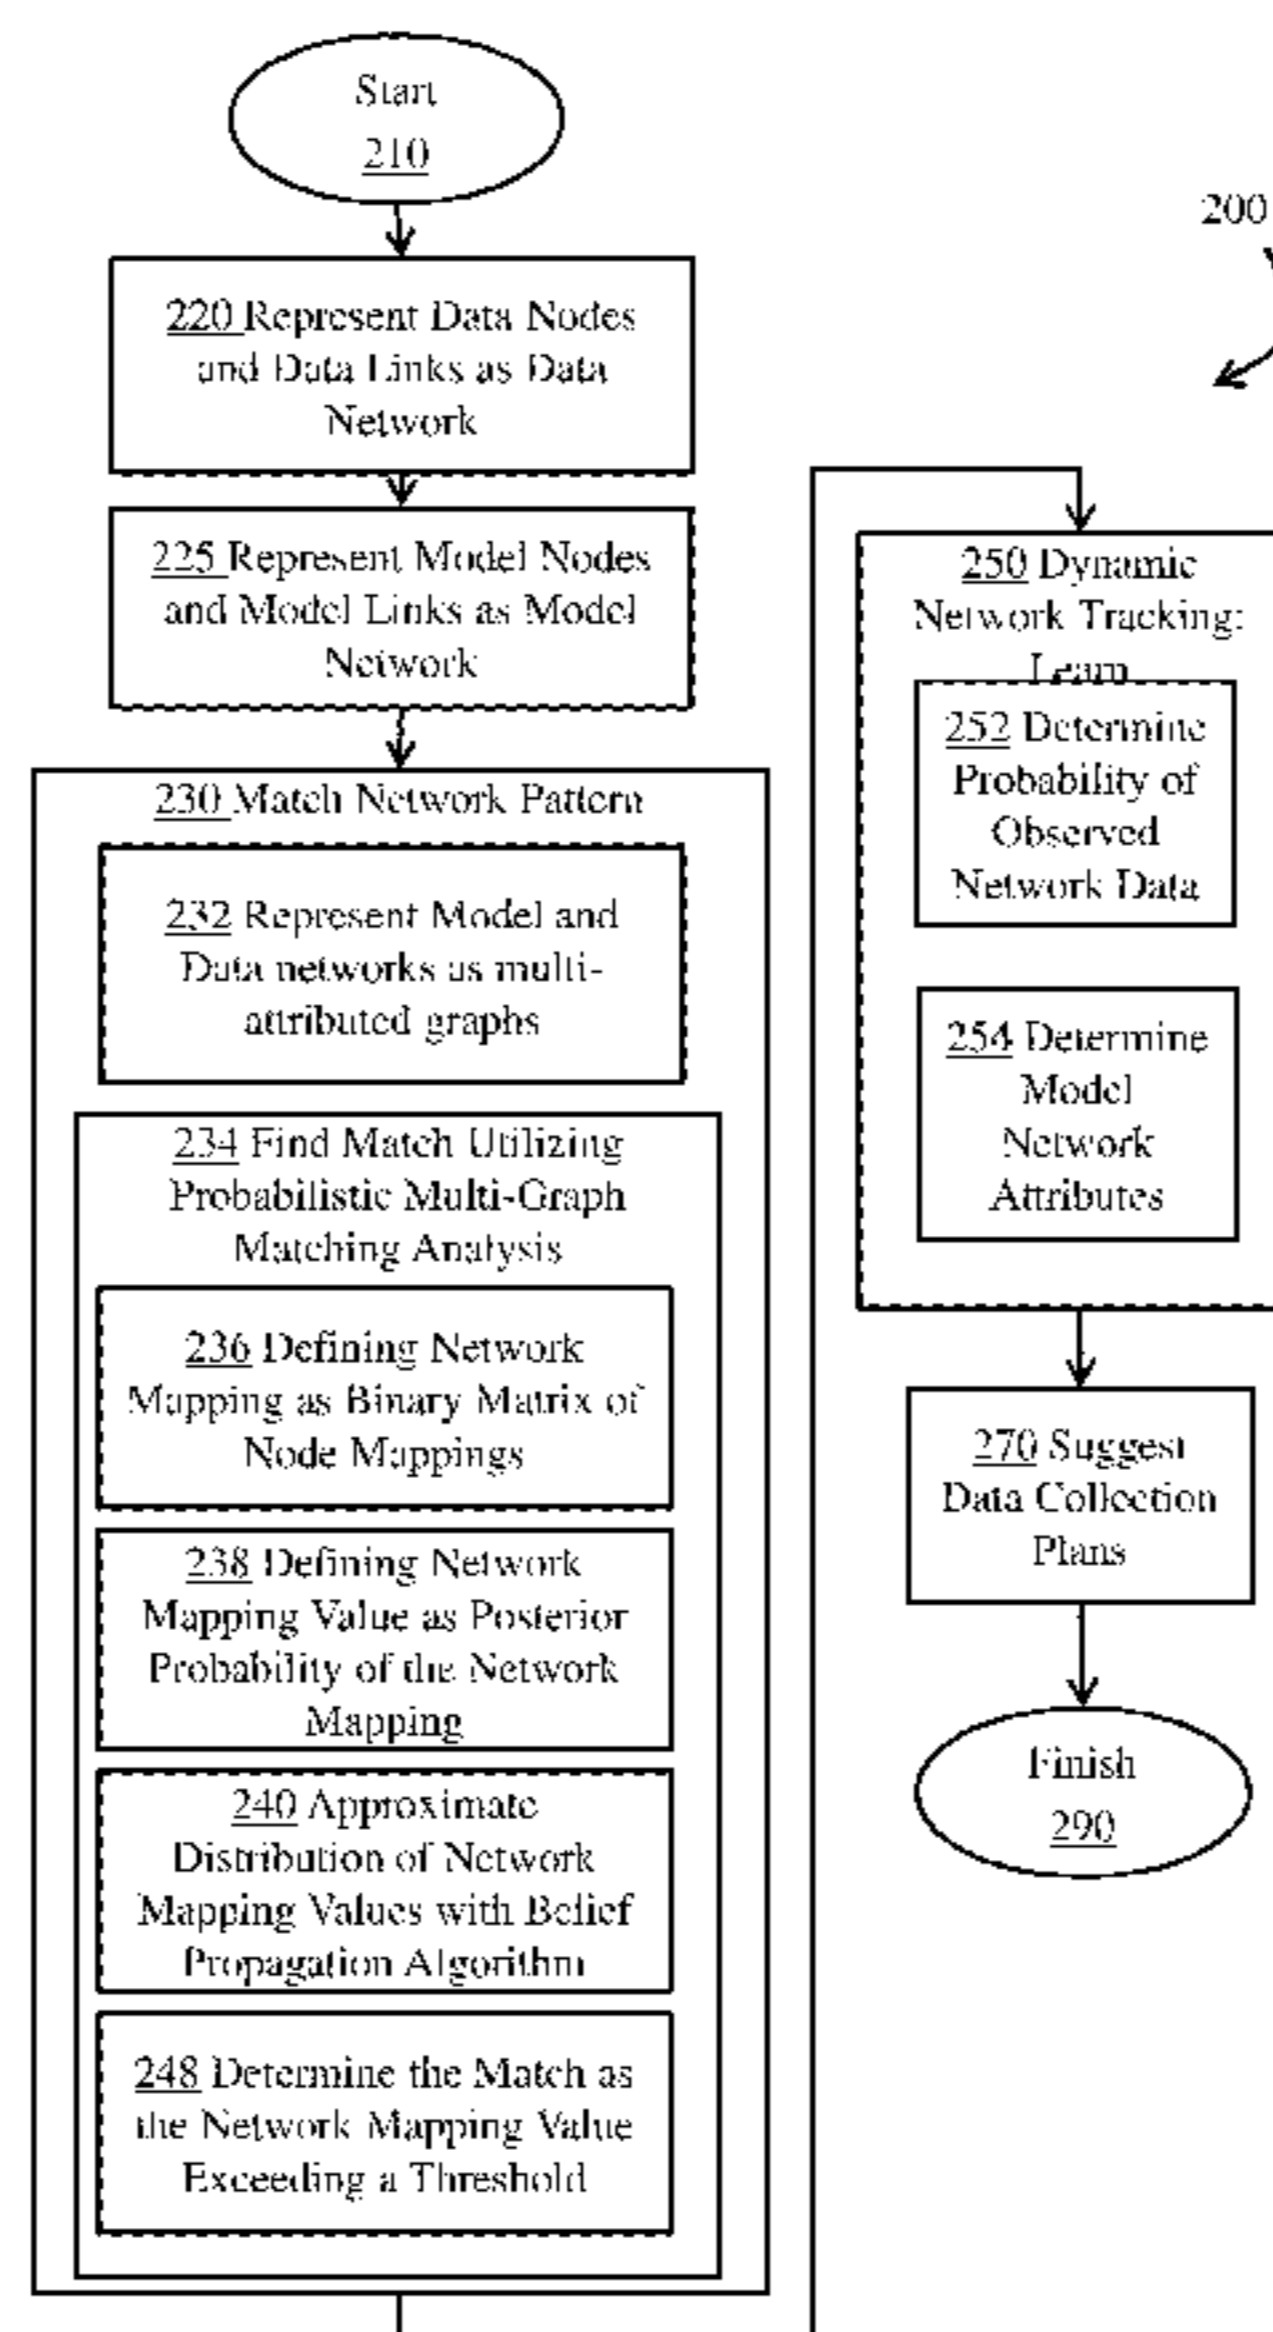 Start
210
220 Represent Data Nodes
and Data Links as Data
Network
225 Represent Model Nodes
and Model Links as Model
Network
230 Match Network Pattern
232 Represent Model and
Data networks as multi-
attributed graphs
234 Find Match Utilizing
Probabilistic Multi-Graph
Matching Analysis
236 Defining Network
Mapping as Binary Matrix of
Node Mappings
238 Defining Network
Mapping Value as Posterior
Probability of the Network
Mapping
240 Approximate
Distribution of Network
Mapping Values with Belief
Propagation Algorithm
248 Determine the Match as
the Network Mapping Value
Exceeding a Threshold
200
250 Dynamic
Network Tracking:
Learn
252 Determine
Probability of
Observed
Network Data
254 Determine
Model
Network
Attributes
270 Suggest
Data Collection
Plans
Finish
290